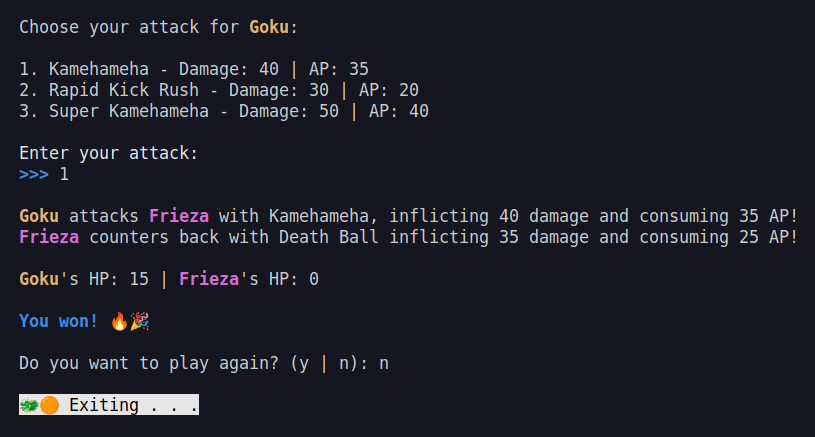 Choose your attack for Goku:
1. Kamehameha - Damage: 40 | AP: 35
2. Rapid Kick Rush - Damage: 30 | AP: 20
3. Super Kamehameha - Damage: 50 | AP: 40
Enter your attack:
>>> 1
Goku attacks Frieza with Kamehameha, inflicting 40 damage and consuming 35 AP!
Frieza counters back with Death Ball inflicting 35 damage and consuming 25 AP!
Goku's HP: 15 | Frieza's HP: 0
You won! 🔥🎉
Do you want to play again? (y | n): n
🐲🟠 Exiting . . .